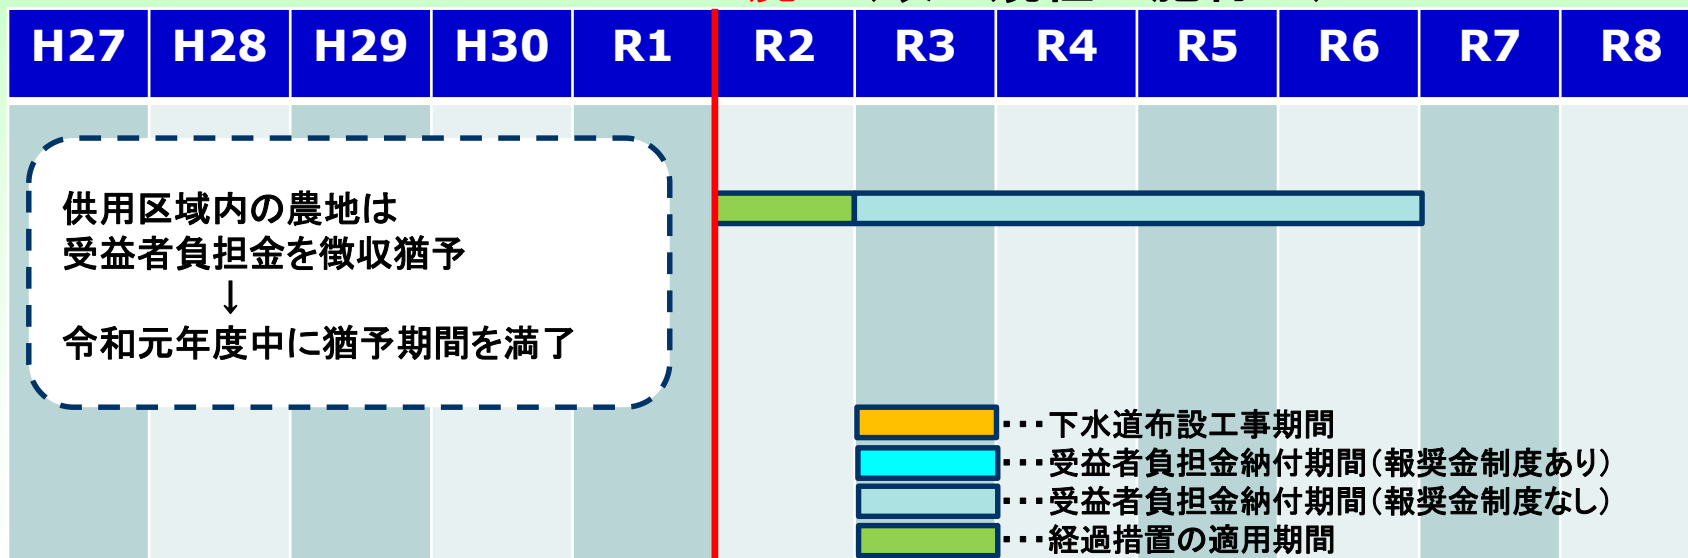 H27 H28 H29 H30 R1 R2 R3 R4 R5 R6 R7 R8
供用区域内の農地は
受益者負担金を徴収猶予
↓
令和元年度中に猶予期間を満了
･･･下水道布設工事期間
･･･受益者負担金納付期間(報奨金制度あり)
･･･受益者負担金納付期間(報奨金制度なし)
･･･経過措置の適用期間